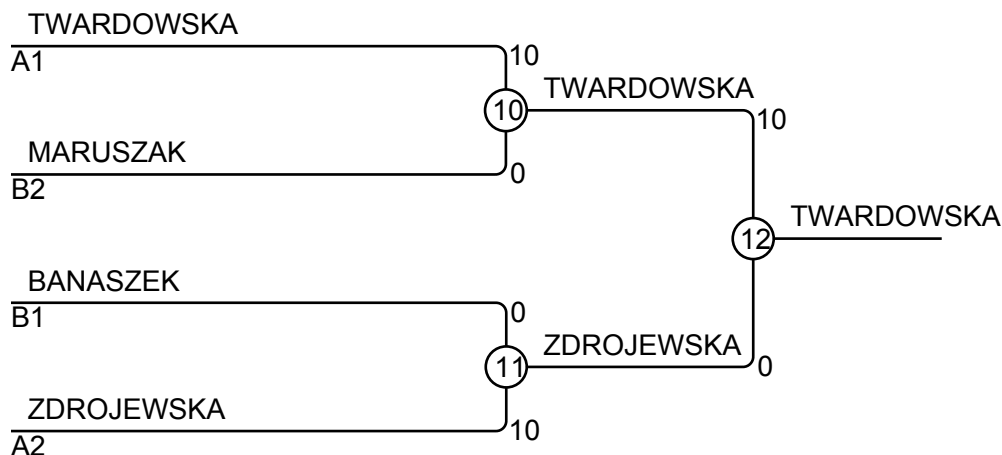 TWARDOWSKA
A1
10
10
TWARDOWSKA
10
MARUSZAK
B2
0
12
TWARDOWSKA
BANASZEK
B1
0
11
ZDROJEWSKA
0
ZDROJEWSKA
A2
10